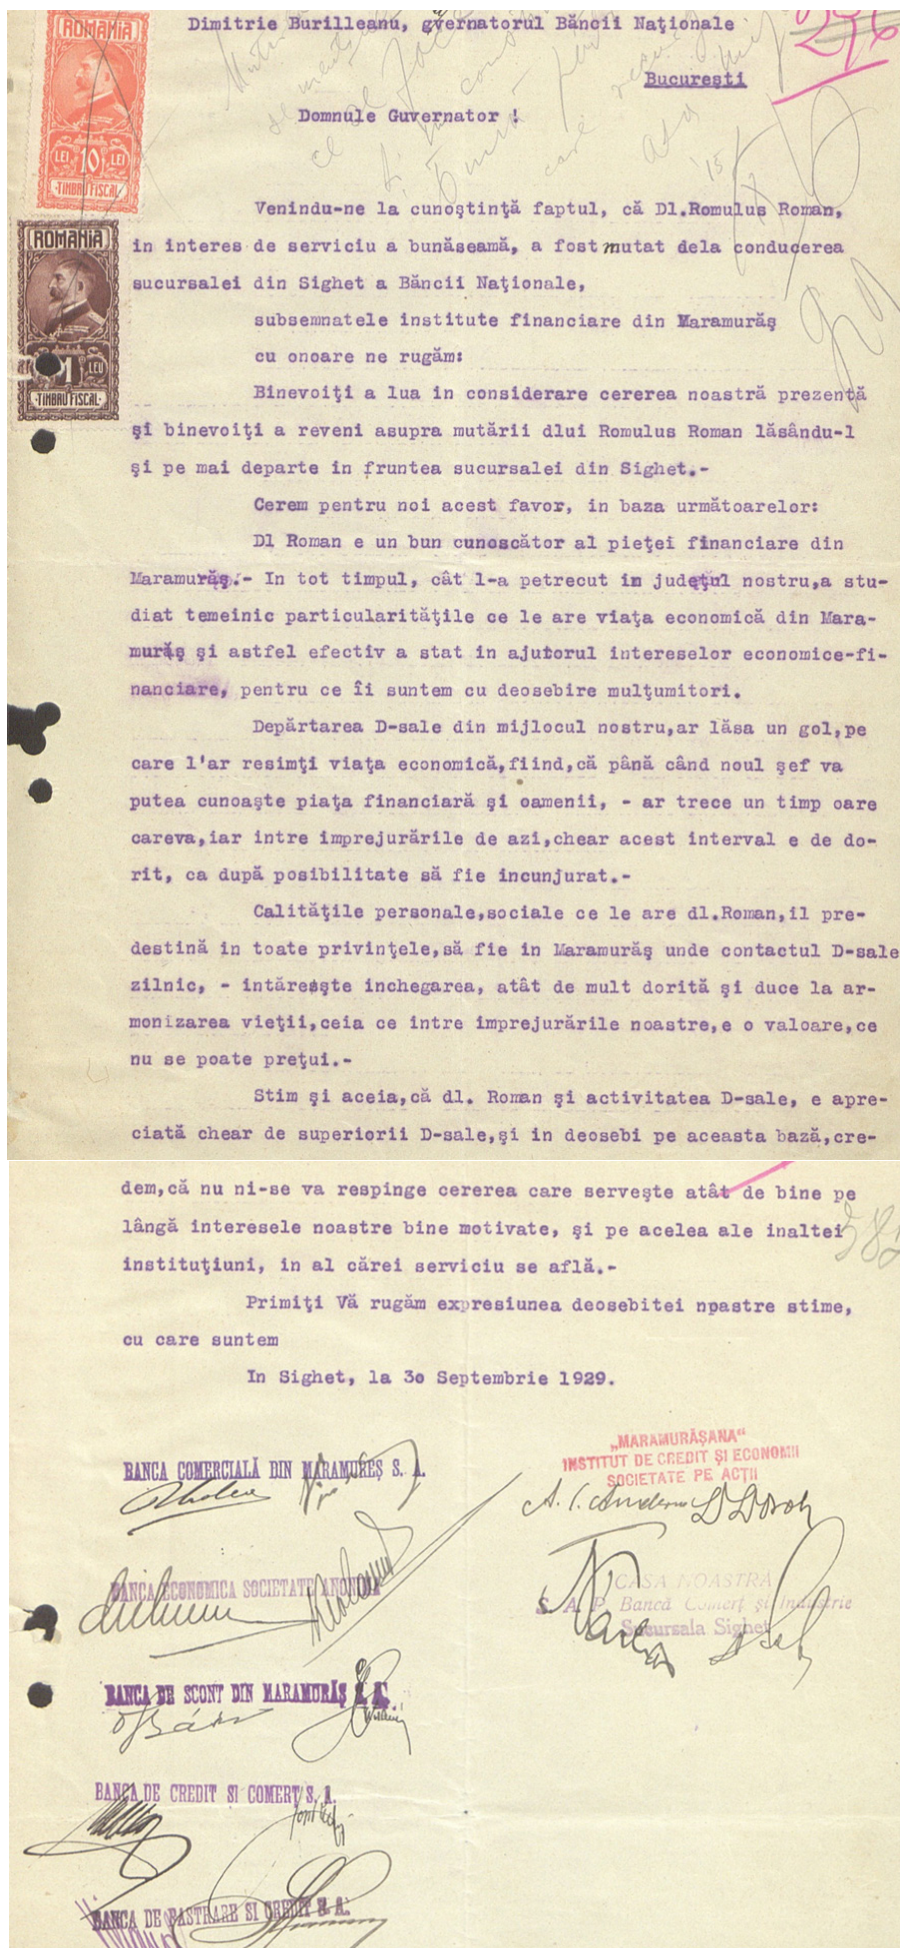 Dimitrie Burilleanu, gvernatorul Băncii Naţionale
296
Bucureşti
Domnule Guvernator !
ROMANIA
LEI 10 LEI
TIMBRU FISCAL
ROMANIA
1 LEU
TIMBRU FISCAL
Venindu-ne la cunoştinţă faptul, că Dl.Romulus Roman,
in interes de serviciu a bunăseamă, a fost mutat dela conducerea
sucursalei din Sighet a Băncii Naţionale,
subsemnatele institute financiare din Maramurăş
cu onoare ne rugăm:
Binevoiţi a lua in considerare cererea noastră prezentă
şi binevoiţi a reveni asupra mutării dlui Romulus Roman lăsându-l
şi pe mai departe in fruntea sucursalei din Sighet.-
Cerem pentru noi acest favor, in baza următoarelor:
Dl Roman e un bun cunoscător al pieţei financiare din
Maramurăş.- In tot timpul, cât l-a petrecut in judeţul nostru,a stu-
diat temeinic particularităţile ce le are viaţa economică din Mara-
murăş şi astfel efectiv a stat in ajutorul intereselor economice-fi-
nanciare, pentru ce îi suntem cu deosebire mulţumitori.
Depărtarea D-sale din mijlocul nostru,ar lăsa un gol,pe
care l'ar resimţi viaţa economică,fiind,că până când noul şef va
putea cunoaşte piaţa financiară şi oamenii, - ar trece un timp oare
careva,iar intre imprejurările de azi,chear acest interval e de do-
rit, ca după posibilitate să fie incunjurat.-
Calităţile personale,sociale ce le are dl.Roman,il pre-
destină in toate privinţele,să fie in Maramurăş unde contactul D-sale
zilnic, - intăreşte inchegarea, atât de mult dorită şi duce la ar-
monizarea vieţii,ceia ce intre imprejurările noastre,e o valoare,ce
nu se poate preţui.-
Stim şi aceia,că dl. Roman şi activitatea D-sale, e apre-
ciată chear de superiorii D-sale,şi in deosebi pe aceasta bază,cre-
dem,că nu ni-se va respinge cererea care serveşte atât de bine pe
lângă interesele noastre bine motivate, şi pe acelea ale inaltei
instituţiuni, in al cărei serviciu se află.-
Primiţi Vă rugăm expresiunea deosebitei npastre stime,
cu care suntem
In Sighet, la 30 Septembrie 1929.
„MARAMURĂŞANA“
INSTITUT DE CREDIT ŞI ECONOMII
SOCIETATE PE ACŢII
BANCA COMERCIALĂ DIN MARAMUREŞ S. A.
BANCA ECONOMICA SOCIETATE ANONIMA
CASA NOASTRA
S. A. P. Bancă Comerţ şi Industrie
Sucursala Sighet
BANCA DE SCONT DIN MARAMURĂŞ S. A.
BANCA DE CREDIT SI COMERŢ S. A.
BANCA DE PASTRARE SI CREDIT S. A.